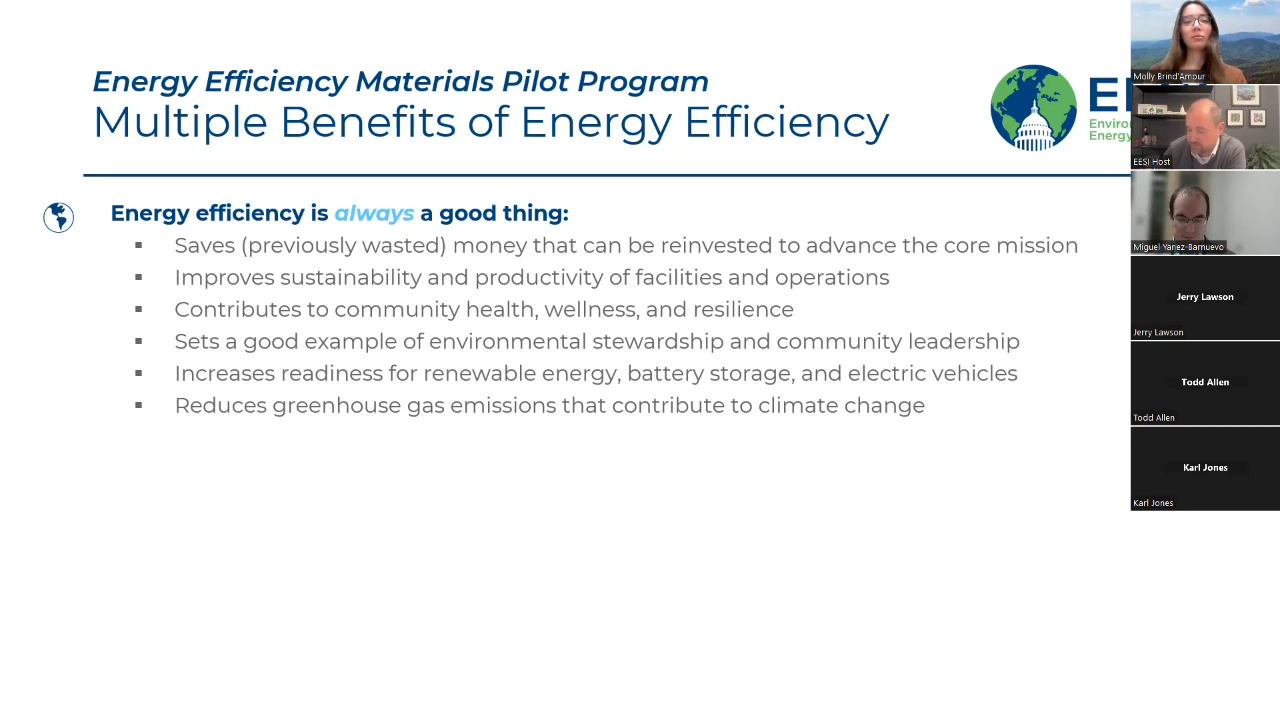 Energy Efficiency Materials Pilot Program
Multiple Benefits of Energy Efficiency
Energy efficiency is always a good thing:
▪ Saves (previously wasted) money that can be reinvested to advance the core mission
▪ Improves sustainability and productivity of facilities and operations
▪ Contributes to community health, wellness, and resilience
▪ Sets a good example of environmental stewardship and community leadership
▪ Increases readiness for renewable energy, battery storage, and electric vehicles
▪ Reduces greenhouse gas emissions that contribute to climate change
Energy
Molly Brind'Amour
EESI Host
Miguel Yanez-Barnuevo
Jerry Lawson
Jerry Lawson
Todd Allen
Todd Allen
Karl Jones
Karl Jones